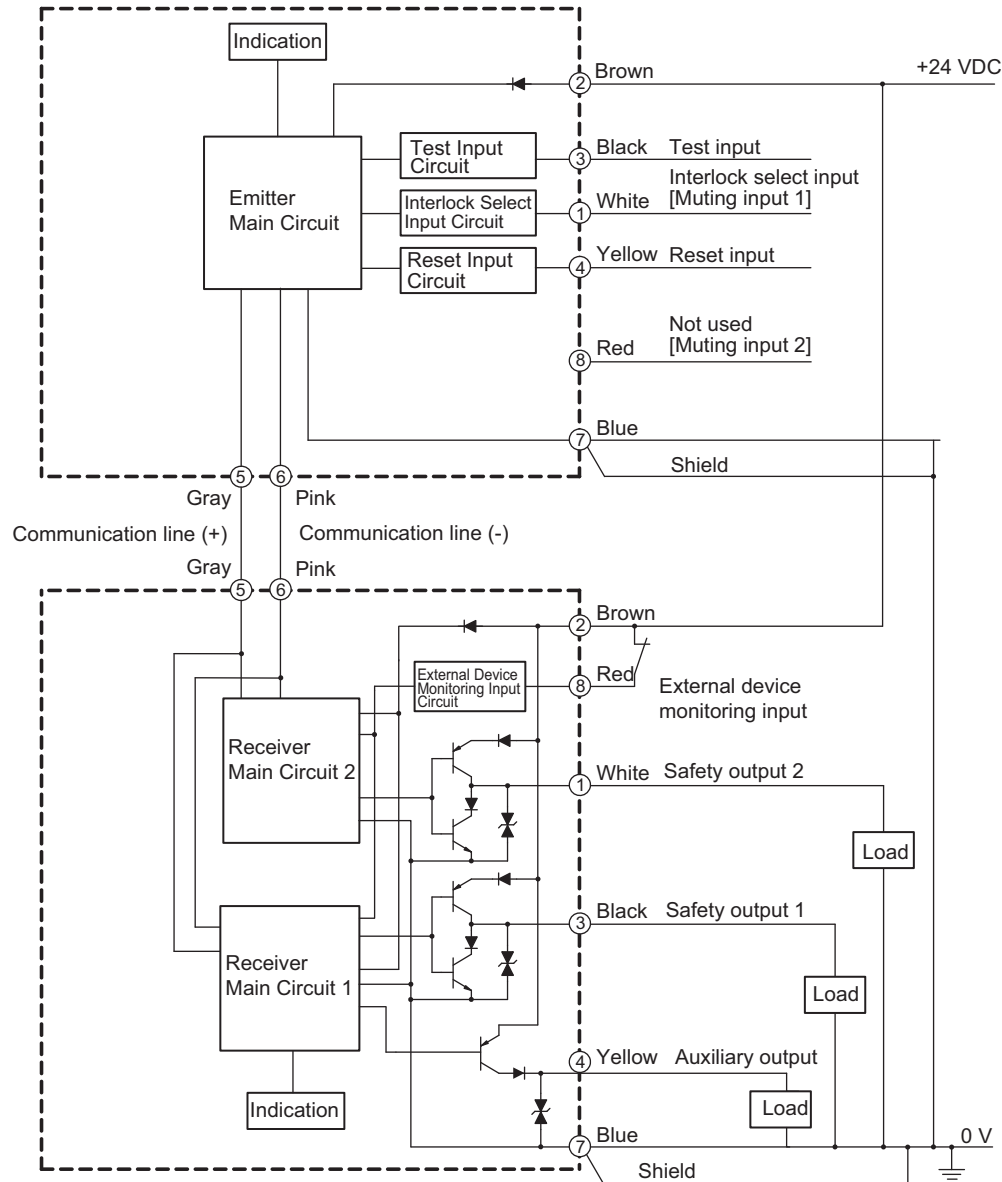 Indication
+24 VDC
2 Brown
Emitter
Main Circuit
Test Input
Circuit
3 Black Test input
Interlock Select
Input Circuit
1 White Interlock select input
[Muting input 1]
Reset Input
Circuit
4 Yellow Reset input
8 Red Not used
[Muting input 2]
7 Blue
Shield
5 6
Gray Pink
Communication line (+) Communication line (-)
Gray Pink
5 6
2 Brown
External Device
Monitoring Input
Circuit
8 Red
External device
monitoring input
Receiver
Main Circuit 2
1 White Safety output 2
Load
3 Black Safety output 1
Receiver
Main Circuit 1
Load
4 Yellow Auxiliary output
Indication
Load
7 Blue
0 V
Shield